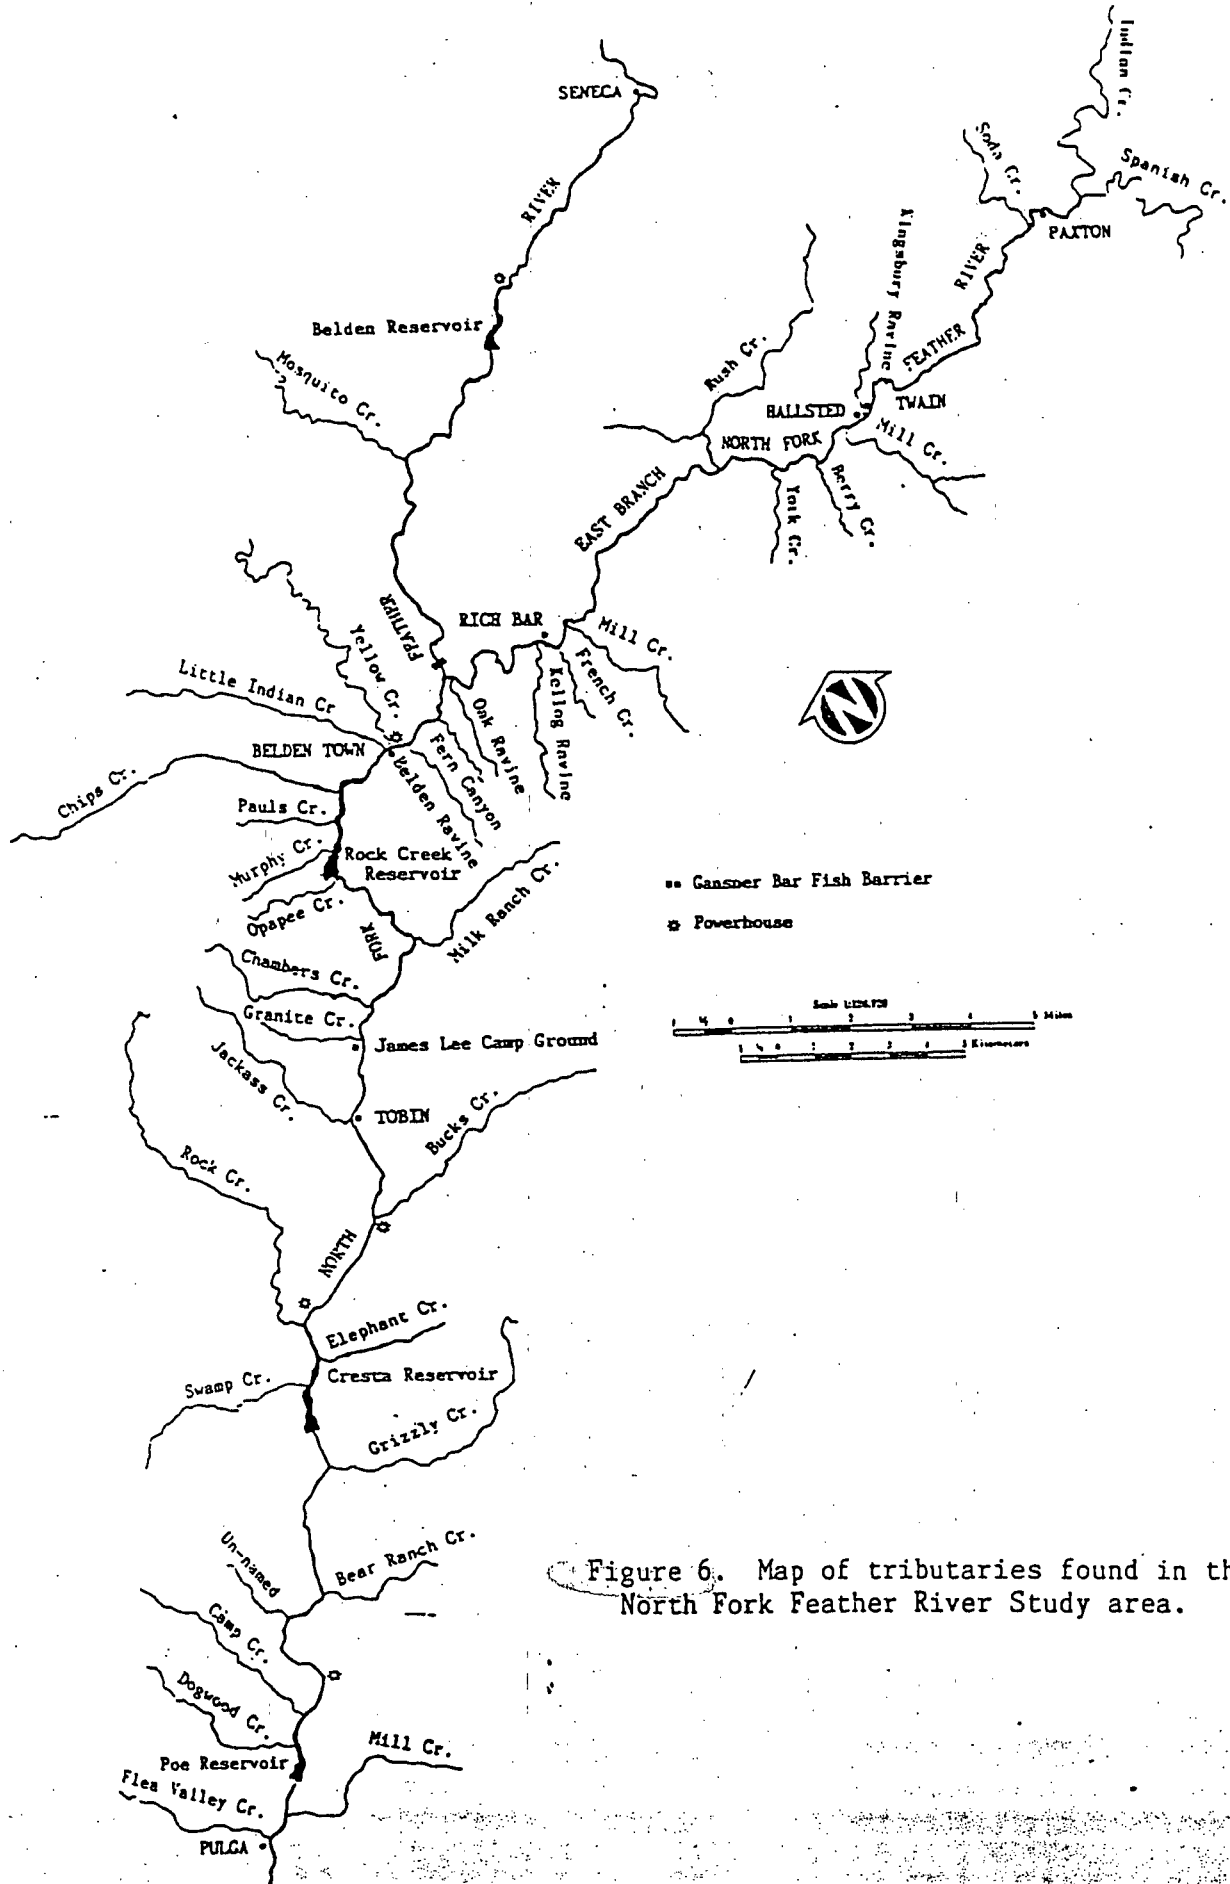 Indian Cr.
SENECA
Soda Cr.
Spanish Cr.
RIVER
PAXTON
Kingsbury Ravine
RIVER
Belden Reservoir
FEATHER
Mosquito Cr.
Rush Cr.
HALLSTED
TWAIN
NORTH FORK
Mill Cr.
EAST BRANCH
York Cr.
Berry Cr.
FEATHER
RICH BAR
Mill Cr.
Yellow Cr.
French Cr.
Little Indian Cr
Kellog Ravine
Oak Ravine
BELDEN TOWN
Fern Canyon
Belden Ravine
Chips Cr.
Pauls Cr.
Murphy Cr.
Rock Creek
Reservoir
Gansner Bar Fish Barrier
Opapee Cr.
Milk Ranch Cr.
Powerhouse
FORK
Chambers Cr.
Granite Cr.
James Lee Camp Ground
Miles
Kilometers
Jackass Cr.
TOBIN
Bucks Cr.
Rock Cr.
NORTH
Elephant Cr.
Swamp Cr.
Cresta Reservoir
Grizzly Cr.
Un-named
Bear Ranch Cr.
Figure 6. Map of tributaries found in th
North Fork Feather River Study area.
Camp Cr.
Dogwood Cr.
Poe Reservoir
Mill Cr.
Flea Valley Cr.
PULGA
N